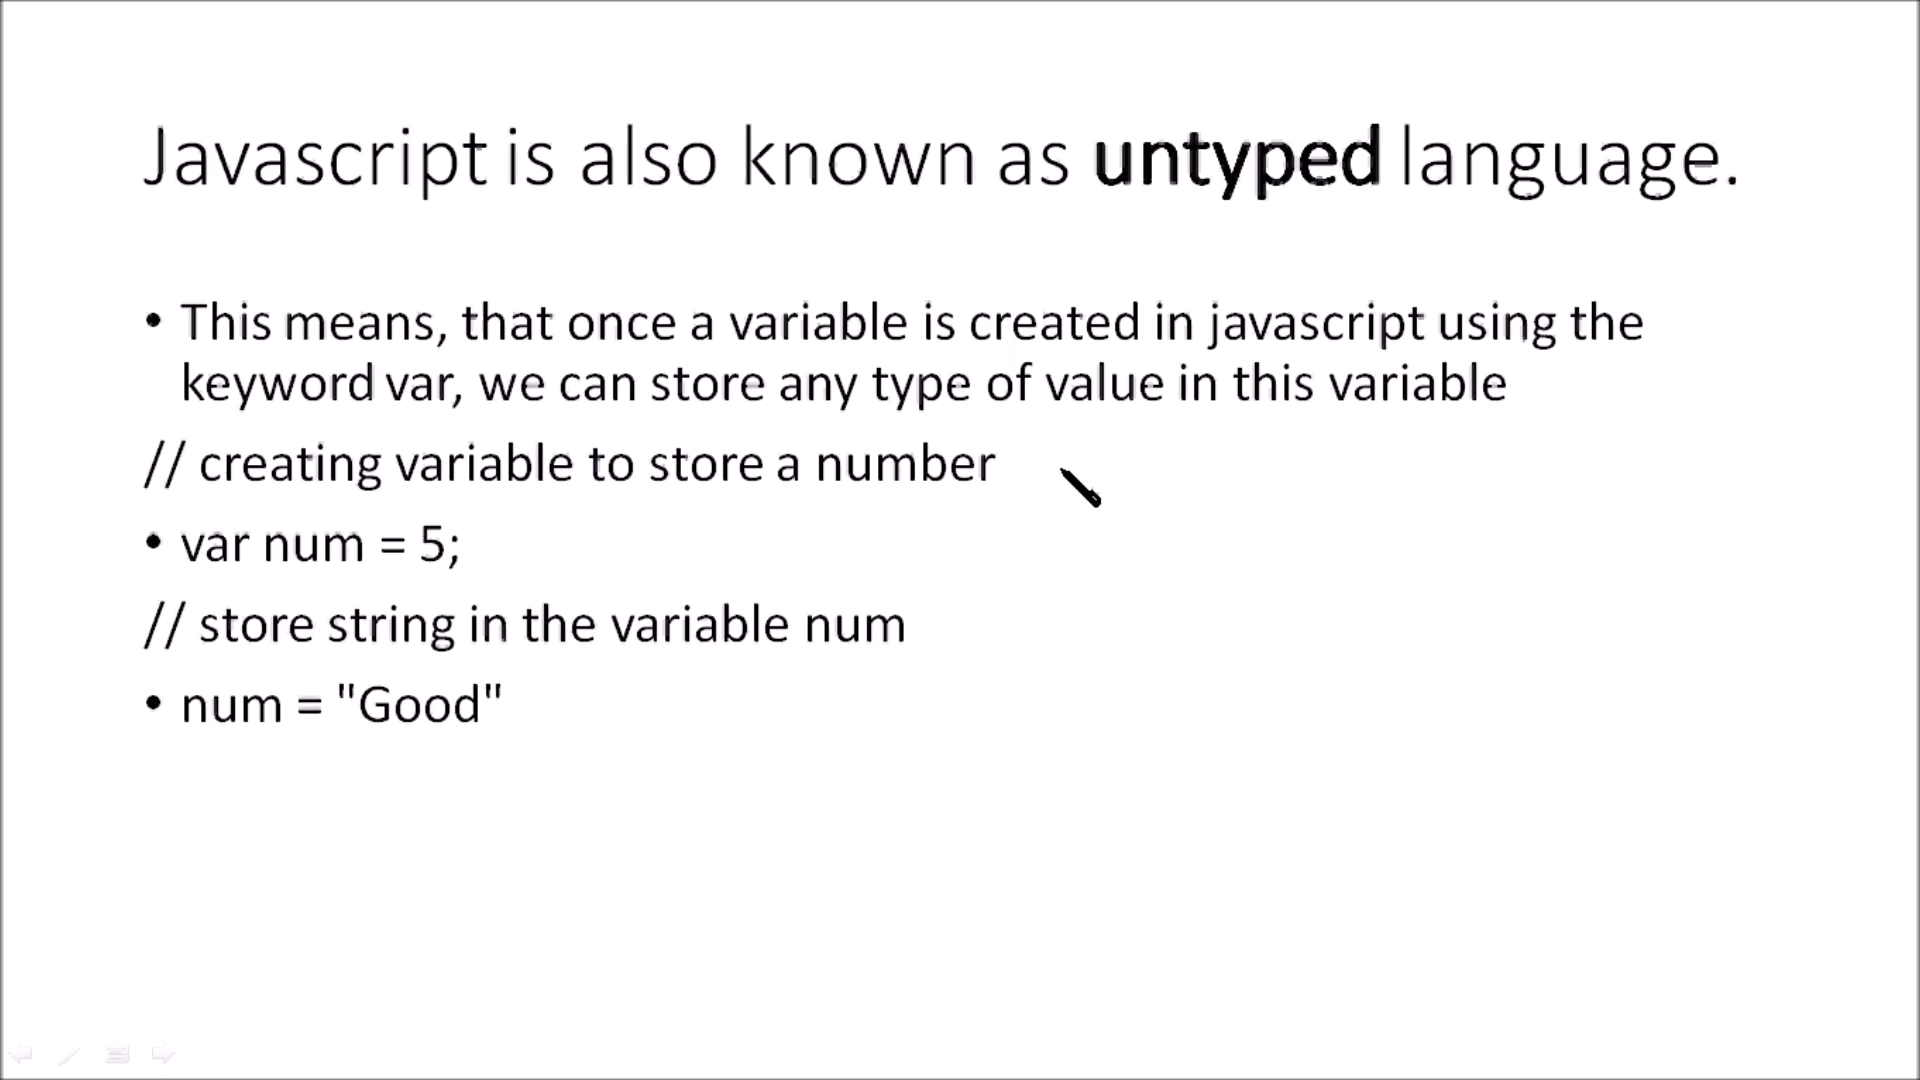 Javascript is also known as untyped language.
• This means, that once a variable is created in javascript using the
keyword var, we can store any type of value in this variable
// creating variable to store a number
• var num = 5;
// store string in the variable num
• num = "Good"